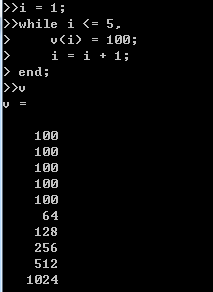 >>i = 1;
>>while i <= 5,
>     v(i) = 100;
>     i = i + 1;
> end;
>>v
v =
100
100
100
100
100
64
128
256
512
1024